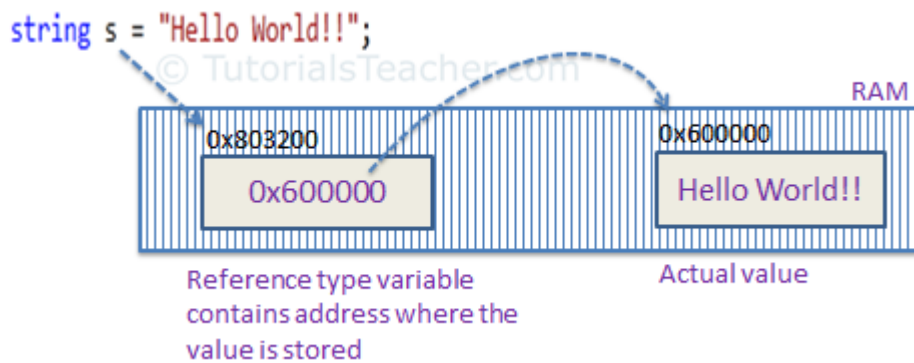 string s = "Hello World!!";
© TutorialsTeacher.com
RAM
0x803200
0x600000
0x600000
Hello World!!
Reference type variable
contains address where the
value is stored
Actual value